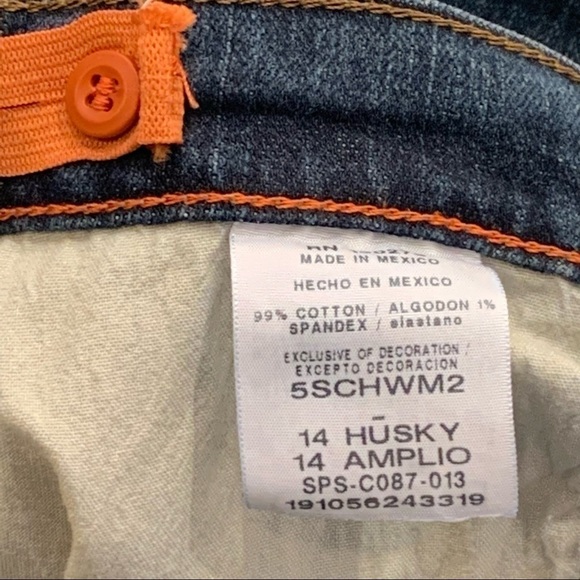 RN
MADE IN MEXICO
HECHO EN MEXICO
99% COTTON / ALGODON 1%
SPANDEX / elastano
EXCLUSIVE OF DECORATION /
EXCEPTO DECORACION
5SCHWM2
14 HUSKY
14 AMPLIO
SPS-C087-013
191056243319